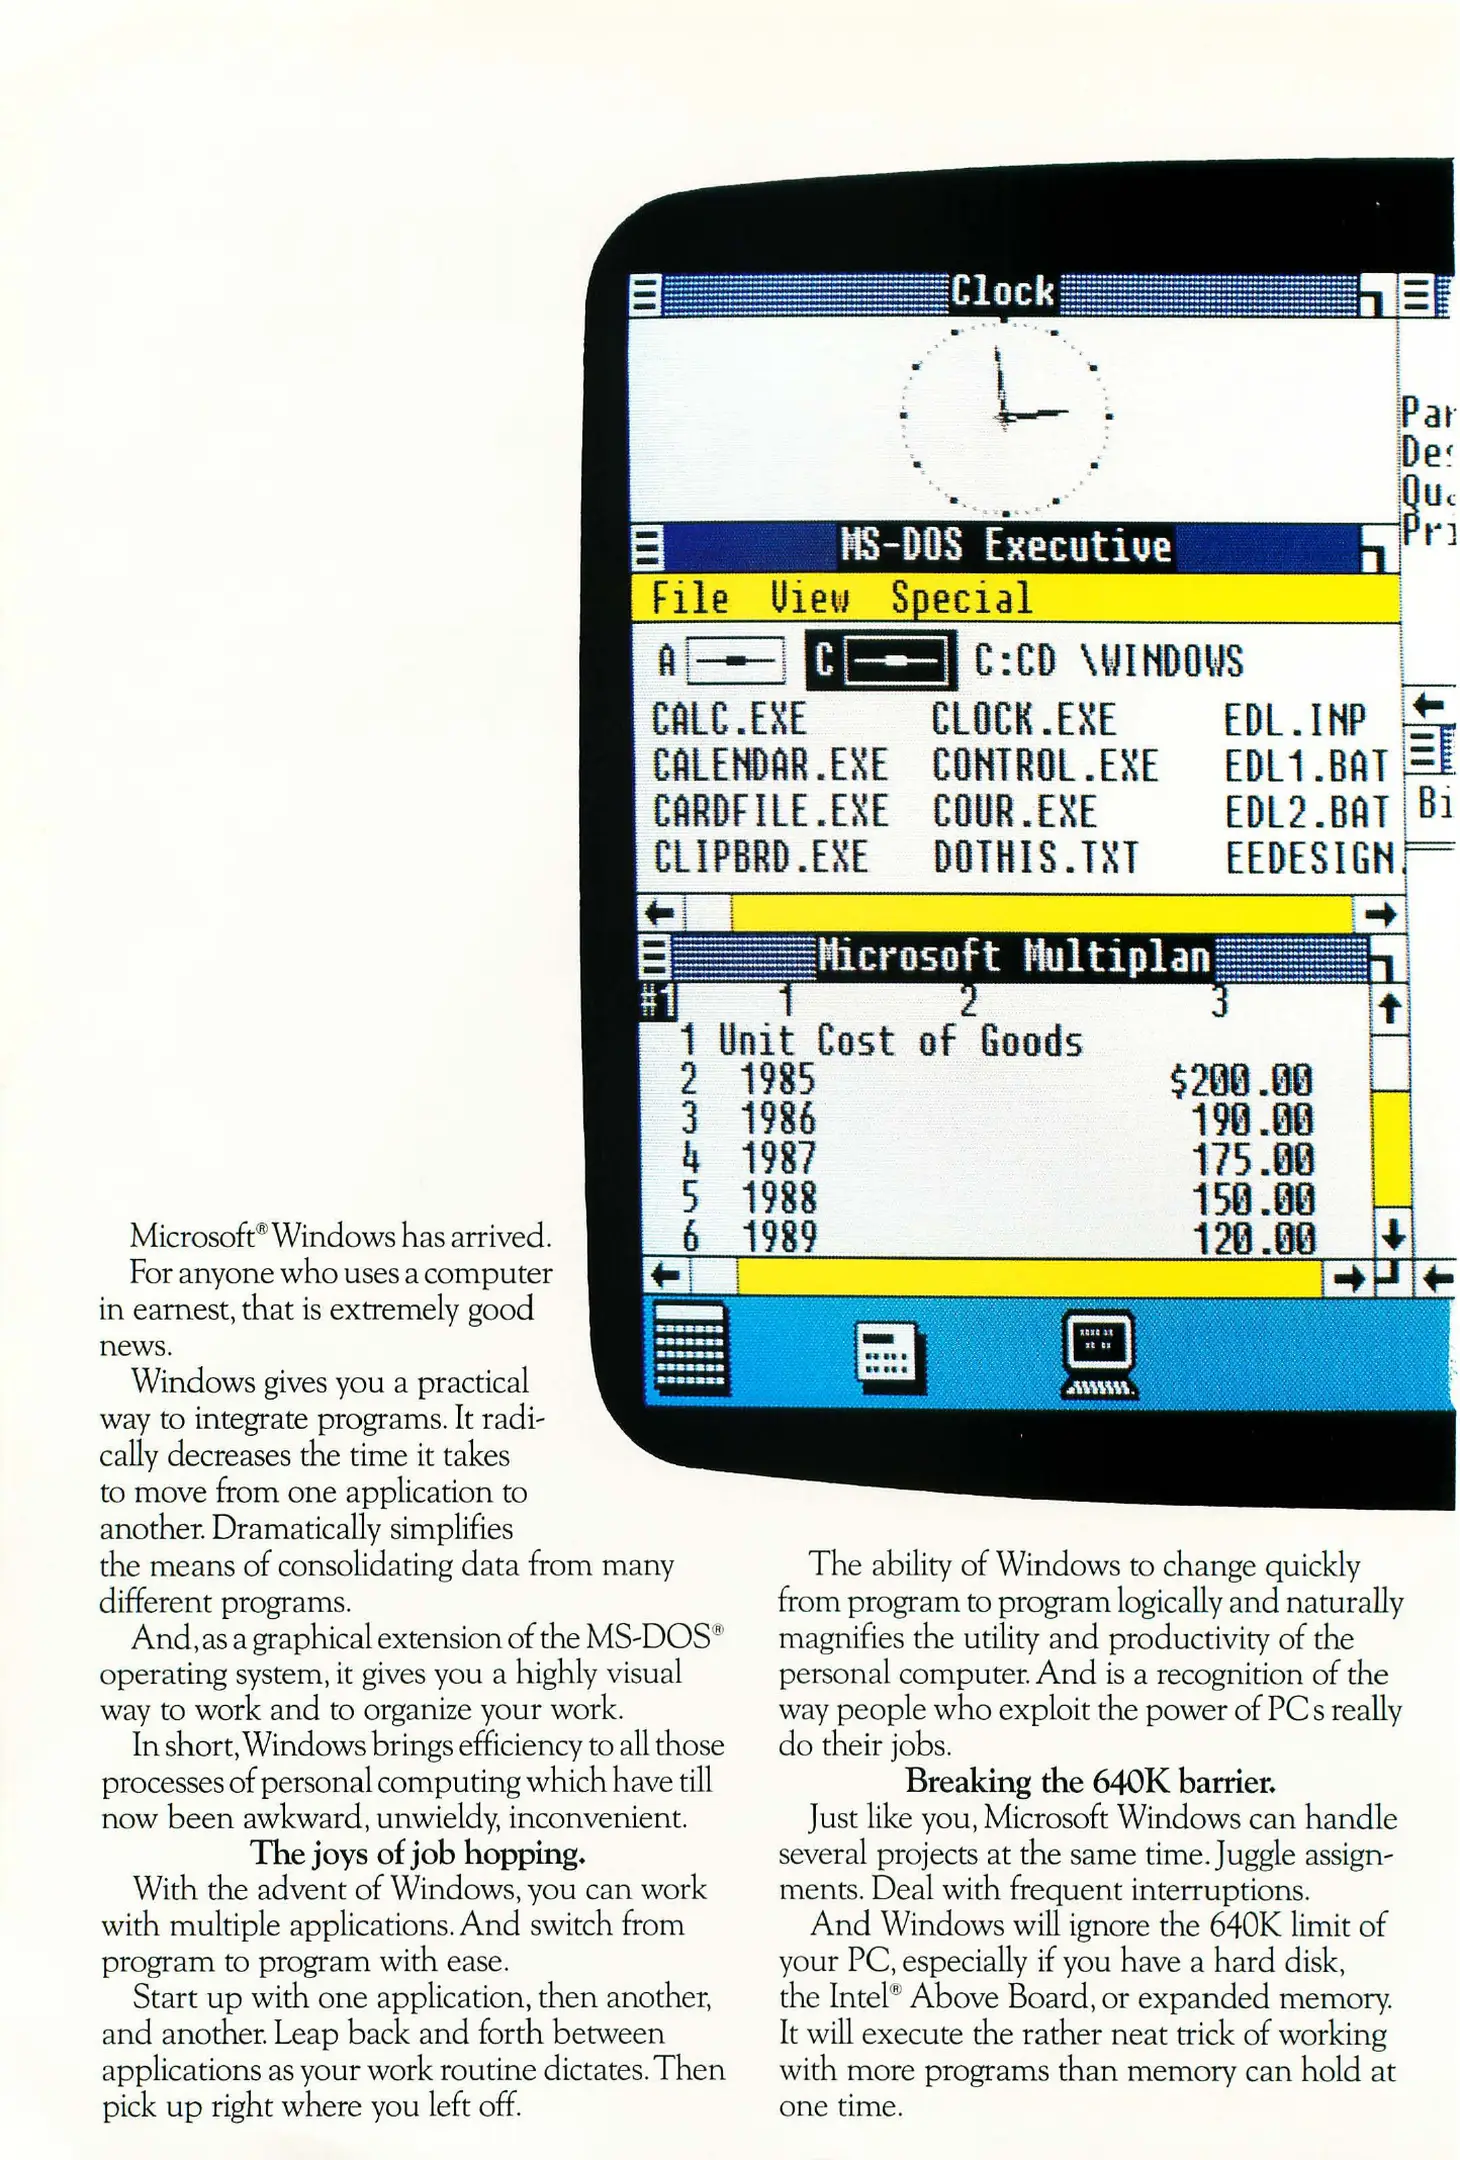 Clock
Par
Des
Qu
Pri
MS-DOS Executive
File View Special
A C C:CD \WINDOWS
CALC.EXE CLOCK.EXE EDL.INP
CALENDAR.EXE CONTROL.EXE EDL1.BAT
CARDFILE.EXE COUR.EXE EDL2.BAT
CLIPBRD.EXE DOTHIS.TXT EEDESIGN.
Bi
Microsoft Multiplan
#1 1 2 3
1 Unit Cost of Goods
2 1985 $200.00
3 1986 190.00
4 1987 175.00
5 1988 150.00
6 1989 120.00
Microsoft® Windows has arrived.
For anyone who uses a computer
in earnest, that is extremely good
news.
Windows gives you a practical
way to integrate programs. It radi-
cally decreases the time it takes
to move from one application to
another. Dramatically simplifies
the means of consolidating data from many
different programs.
And, as a graphical extension of the MS-DOS®
operating system, it gives you a highly visual
way to work and to organize your work.
In short, Windows brings efficiency to all those
processes of personal computing which have till
now been awkward, unwieldy, inconvenient.
The joys of job hopping.
With the advent of Windows, you can work
with multiple applications. And switch from
program to program with ease.
Start up with one application, then another,
and another. Leap back and forth between
applications as your work routine dictates. Then
pick up right where you left off.
The ability of Windows to change quickly
from program to program logically and naturally
magnifies the utility and productivity of the
personal computer. And is a recognition of the
way people who exploit the power of PCs really
do their jobs.
Breaking the 640K barrier.
Just like you, Microsoft Windows can handle
several projects at the same time. Juggle assign-
ments. Deal with frequent interruptions.
And Windows will ignore the 640K limit of
your PC, especially if you have a hard disk,
the Intel® Above Board, or expanded memory.
It will execute the rather neat trick of working
with more programs than memory can hold at
one time.